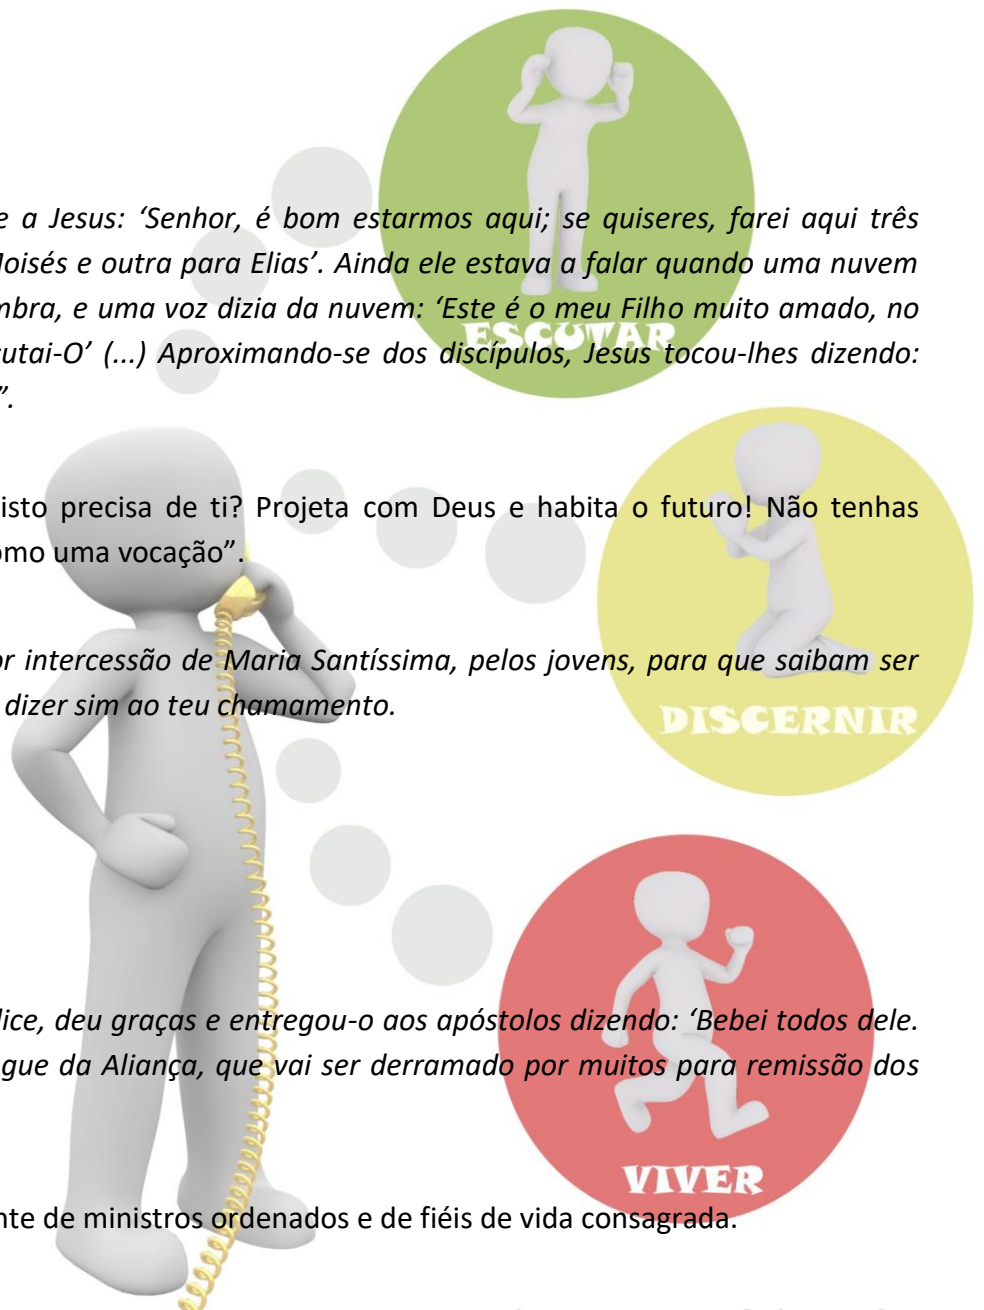 e a Jesus: ‘Senhor, é bom estarmos aqui; se quiseres, farei aqui três
Moisés e outra para Elias’. Ainda ele estava a falar quando uma nuvem
mbra, e uma voz dizia da nuvem: ‘Este é o meu Filho muito amado, no
ESCUTAR
cutai-O’ (...) Aproximando-se dos discípulos, Jesus tocou-lhes dizendo:
”.
isto precisa de ti? Projeta com Deus e habita o futuro! Não tenhas
omo uma vocação”.
or intercessão de Maria Santíssima, pelos jovens, para que saibam ser
dizer sim ao teu chamamento.
DISCERNIR
lice, deu graças e entregou-o aos apóstolos dizendo: ‘Bebei todos dele.
gue da Aliança, que vai ser derramado por muitos para remissão dos
VIVER
nte de ministros ordenados e de fiéis de vida consagrada.